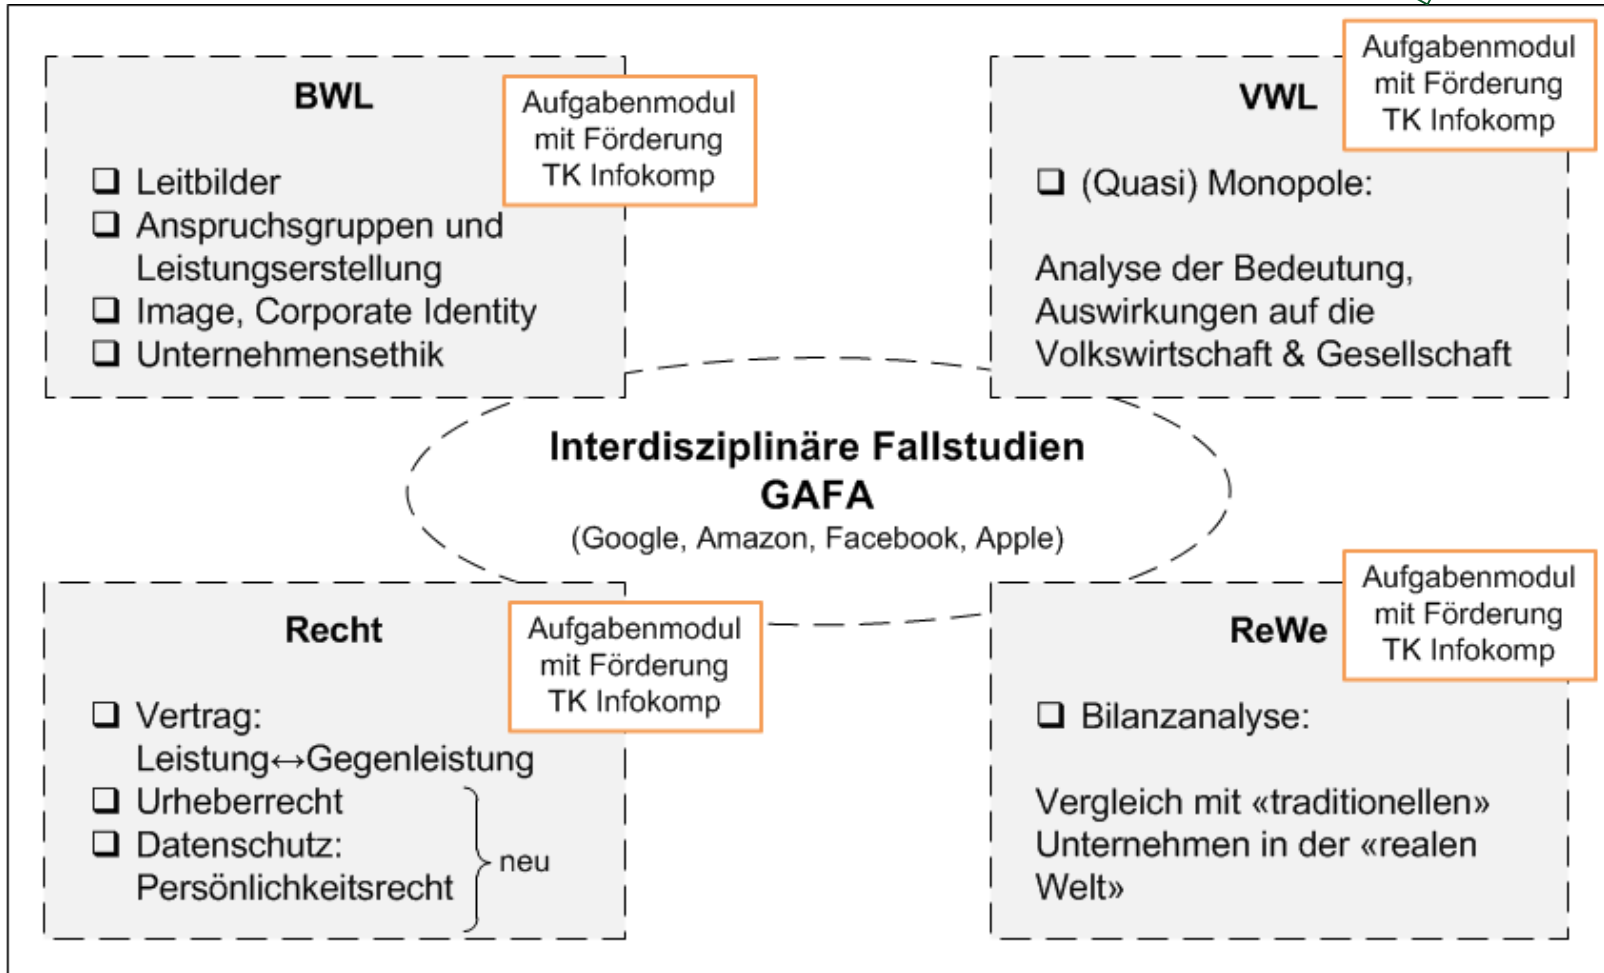 BWL
Aufgabenmodul
mit Förderung
TK Infokomp
❑ Leitbilder
❑ Anspruchsgruppen und
Leistungserstellung
❑ Image, Corporate Identity
❑ Unternehmensethik
VWL
Aufgabenmodul
mit Förderung
TK Infokomp
❑ (Quasi) Monopole:
Analyse der Bedeutung,
Auswirkungen auf die
Volkswirtschaft & Gesellschaft
Interdisziplinäre Fallstudien
GAFA
(Google, Amazon, Facebook, Apple)
Recht
Aufgabenmodul
mit Förderung
TK Infokomp
❑ Vertrag:
Leistung↔Gegenleistung
❑ Urheberrecht
❑ Datenschutz:
Persönlichkeitsrecht
neu
ReWe
Aufgabenmodul
mit Förderung
TK Infokomp
❑ Bilanzanalyse:
Vergleich mit «traditionellen»
Unternehmen in der «realen
Welt»